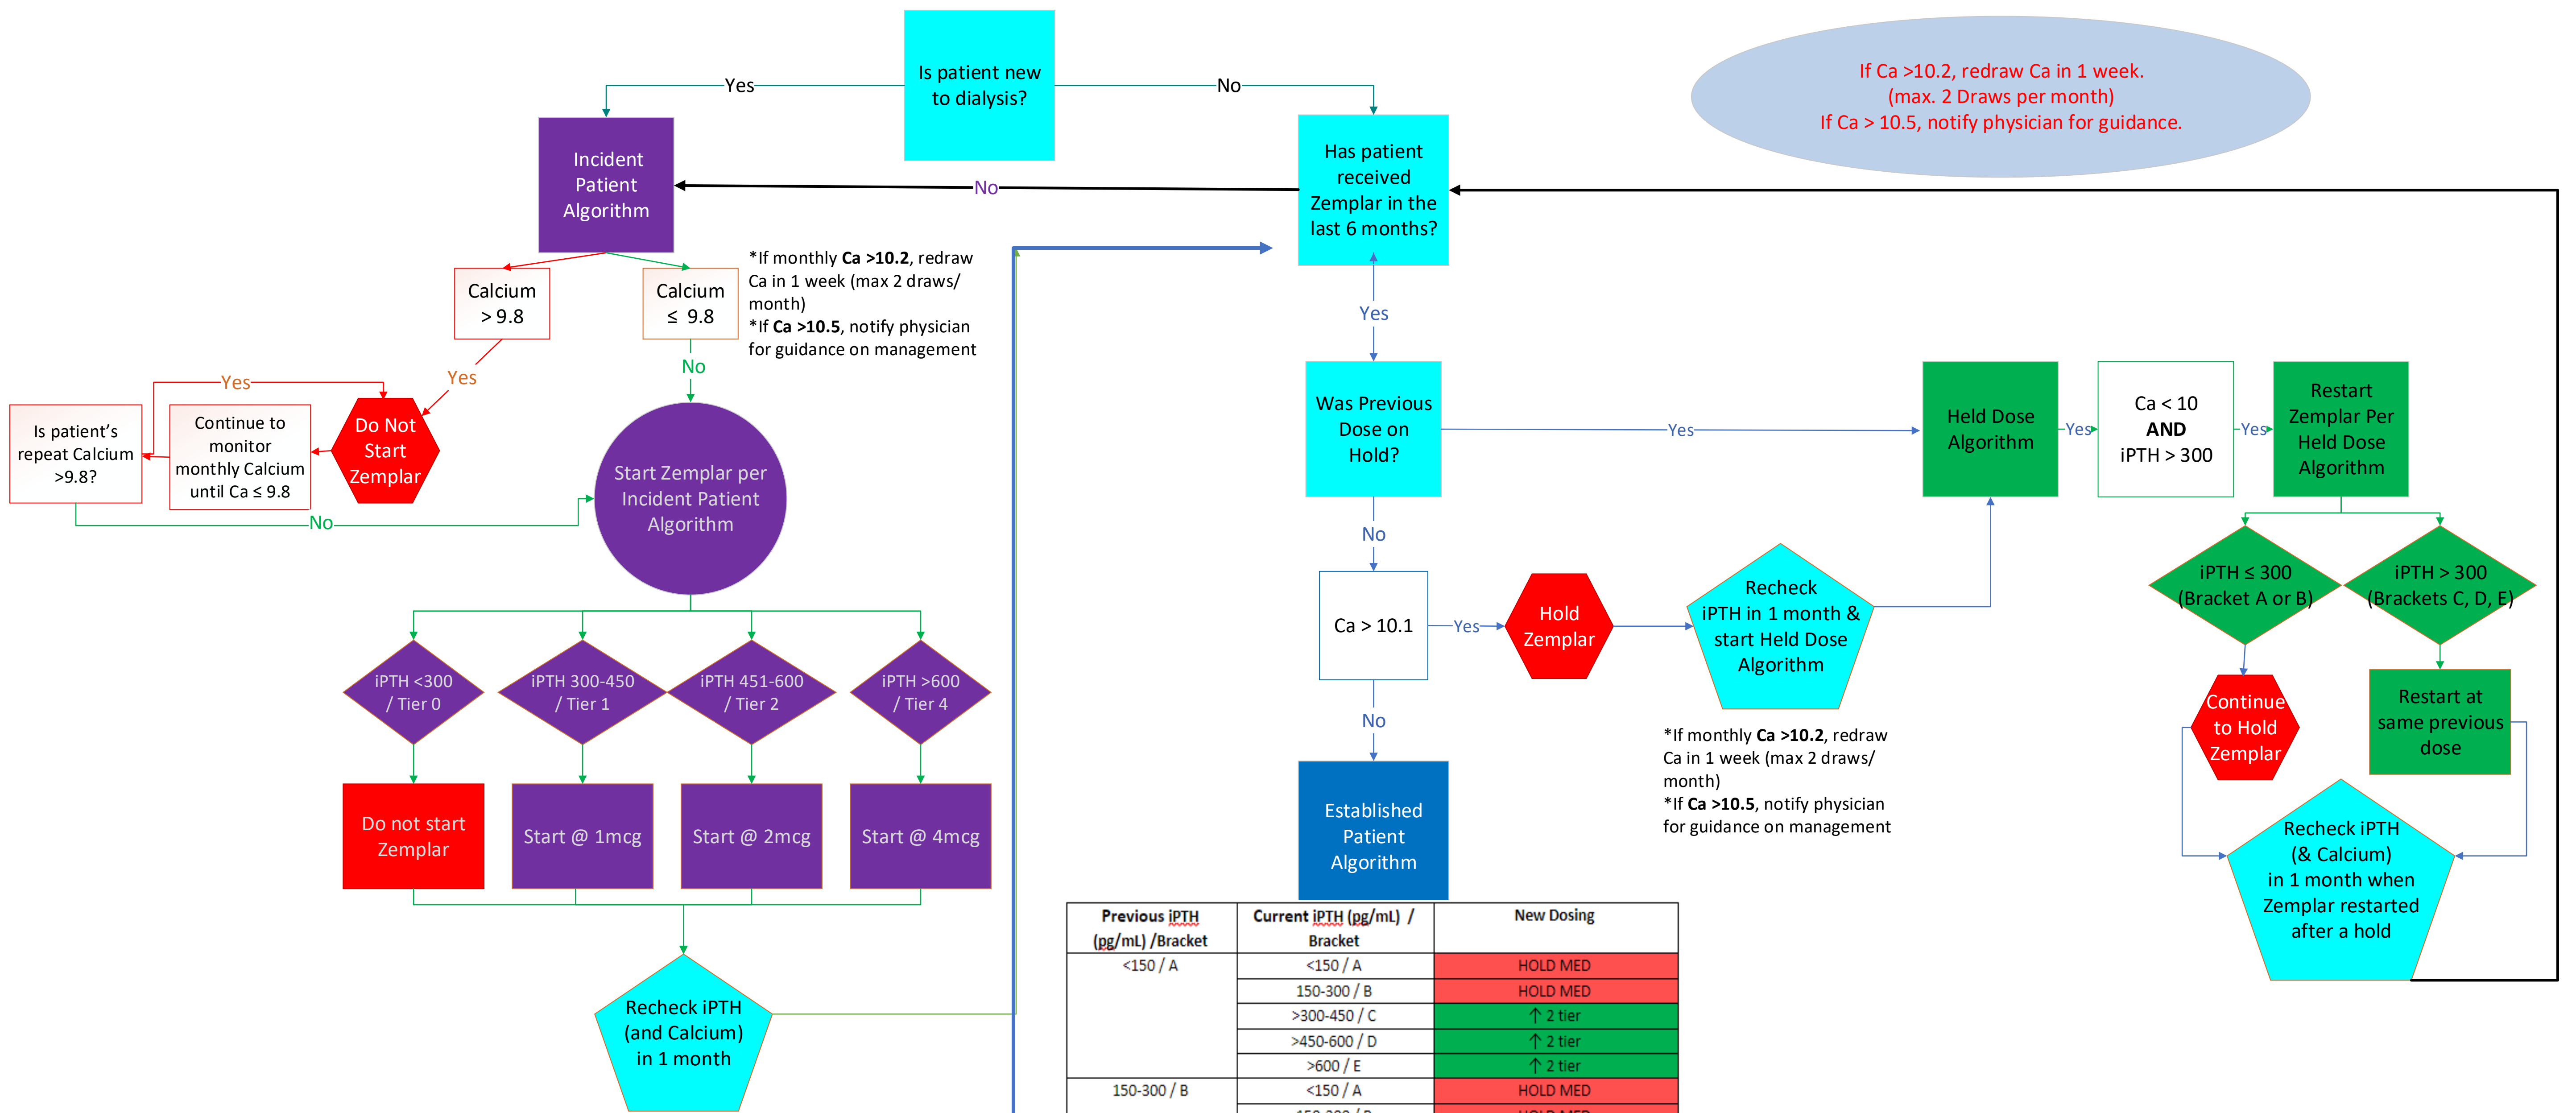 Is patient new
to dialysis?
Yes
No
If Ca >10.2, redraw Ca in 1 week.
(max. 2 Draws per month)
If Ca > 10.5, notify physician for guidance.
Incident
Patient
Algorithm
Has patient
received
Zemplar in the
last 6 months?
No
*If monthly Ca >10.2, redraw
Ca in 1 week (max 2 draws/
month)
*If Ca >10.5, notify physician
for guidance on management
Calcium
> 9.8
Calcium
≤ 9.8
Yes
No
Yes
Is patient's
repeat Calcium
>9.8?
Continue to
monitor
monthly Calcium
until Ca ≤ 9.8
Do Not
Start
Zemplar
No
Start Zemplar per
Incident Patient
Algorithm
iPTH <300
/ Tier 0
iPTH 300-450
/ Tier 1
iPTH 451-600
/ Tier 2
iPTH >600
/ Tier 4
Do not start
Zemplar
Start @ 1mcg
Start @ 2mcg
Start @ 4mcg
Recheck iPTH
(and Calcium)
in 1 month
Yes
Was Previous
Dose on
Hold?
Yes
Held Dose
Algorithm
Yes
Ca < 10
AND
iPTH > 300
Yes
Restart
Zemplar Per
Held Dose
Algorithm
No
Ca > 10.1
Yes
Hold
Zemplar
Recheck
iPTH in 1 month &
start Held Dose
Algorithm
*If monthly Ca >10.2, redraw
Ca in 1 week (max 2 draws/
month)
*If Ca >10.5, notify physician
for guidance on management
iPTH ≤ 300
(Bracket A or B)
iPTH > 300
(Brackets C, D, E)
Continue
to Hold
Zemplar
Restart at
same previous
dose
Recheck iPTH
(& Calcium)
in 1 month when
Zemplar restarted
after a hold
No
Established
Patient
Algorithm
Previous iPTH (pg/mL) /Bracket Current iPTH (pg/mL) / Bracket New Dosing
<150 / A <150 / A HOLD MED
150-300 / B HOLD MED
>300-450 / C ↑ 2 tier
>450-600 / D ↑ 2 tier
>600 / E ↑ 2 tier
150-300 / B <150 / A HOLD MED